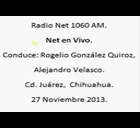 Radio Net 1060 AM.
Net en Vivo.
Conduce: Rogelio González Quiroz,
Alejandro Velasco.
Cd. Juárez,  Chihuahua.
27 Noviembre 2013.